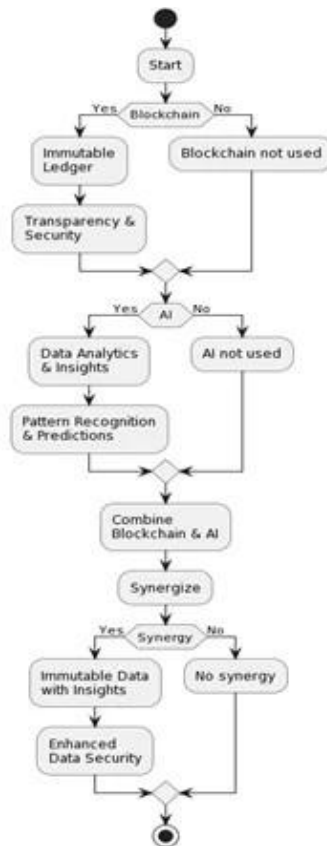 Start
Yes
Blockchain
No
Immutable
Ledger
Blockchain not used
Transparency &
Security
Yes
AI
No
Data Analytics
& Insights
AI not used
Pattern Recognition
& Predictions
Combine
Blockchain & AI
Synergize
Yes
Synergy
No
Immutable Data
with Insights
No synergy
Enhanced
Data Security